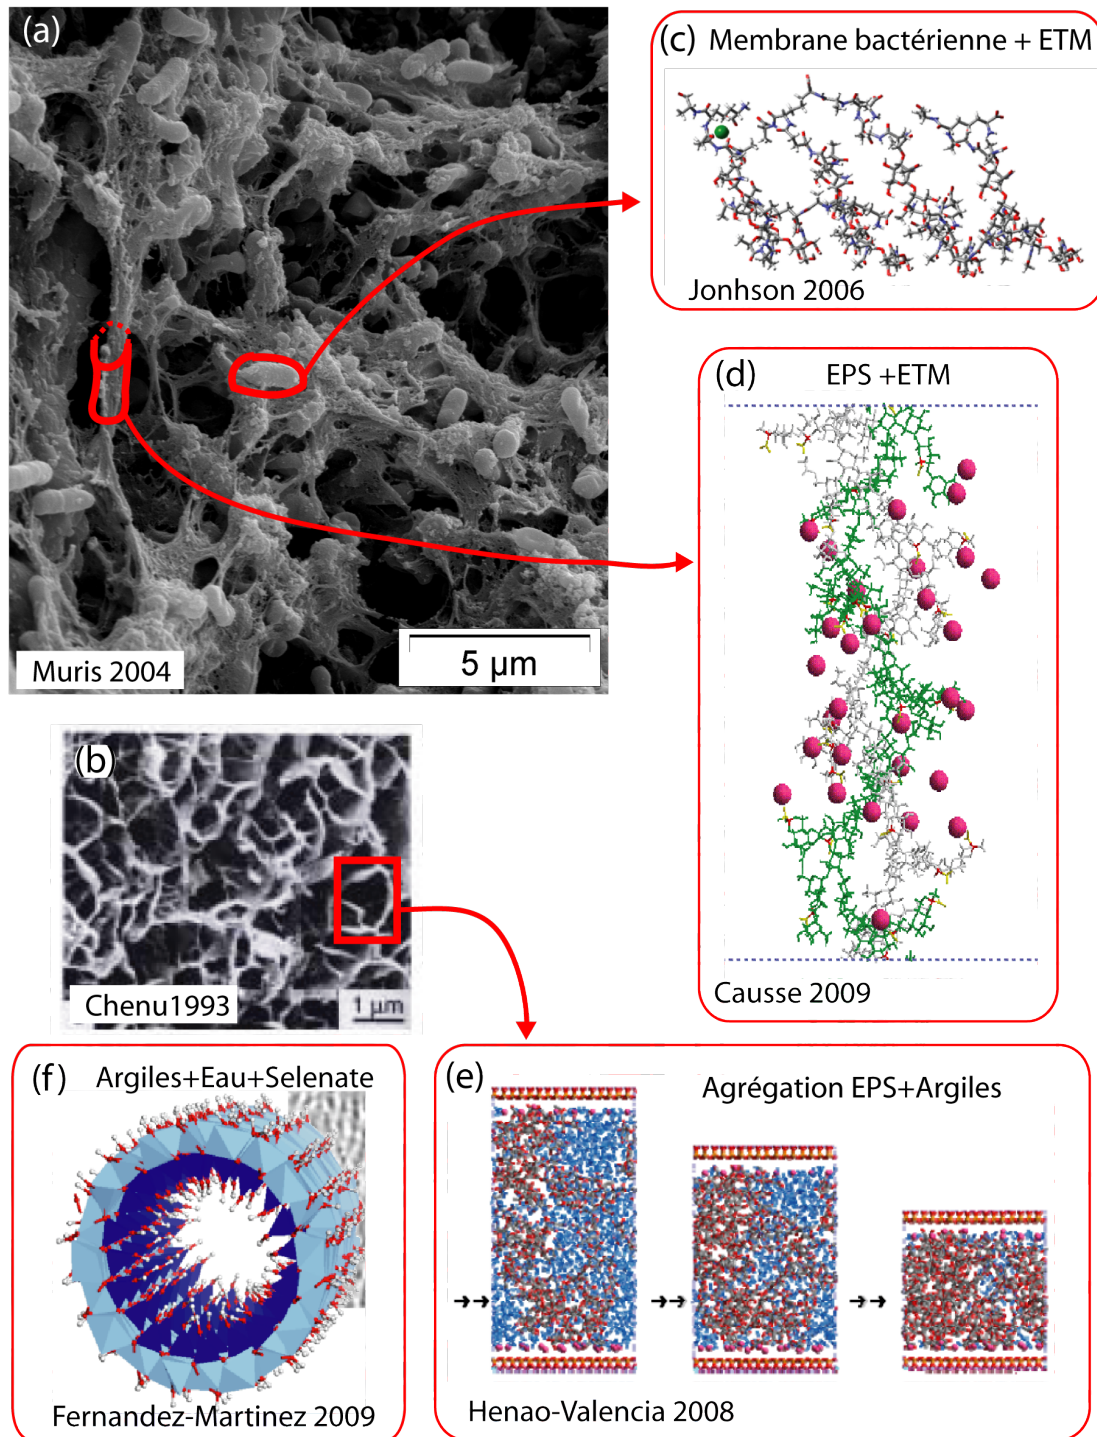 (a)
Muris 2004
5 µm
(b)
Chenu1993
1 µm
(c) Membrane bactérienne + ETM
Jonhson 2006
(d) EPS +ETM
Causse 2009
(e) Agrégation EPS+Argiles
Henao-Valencia 2008
(f) Argiles+Eau+Selenate
Fernandez-Martinez 2009